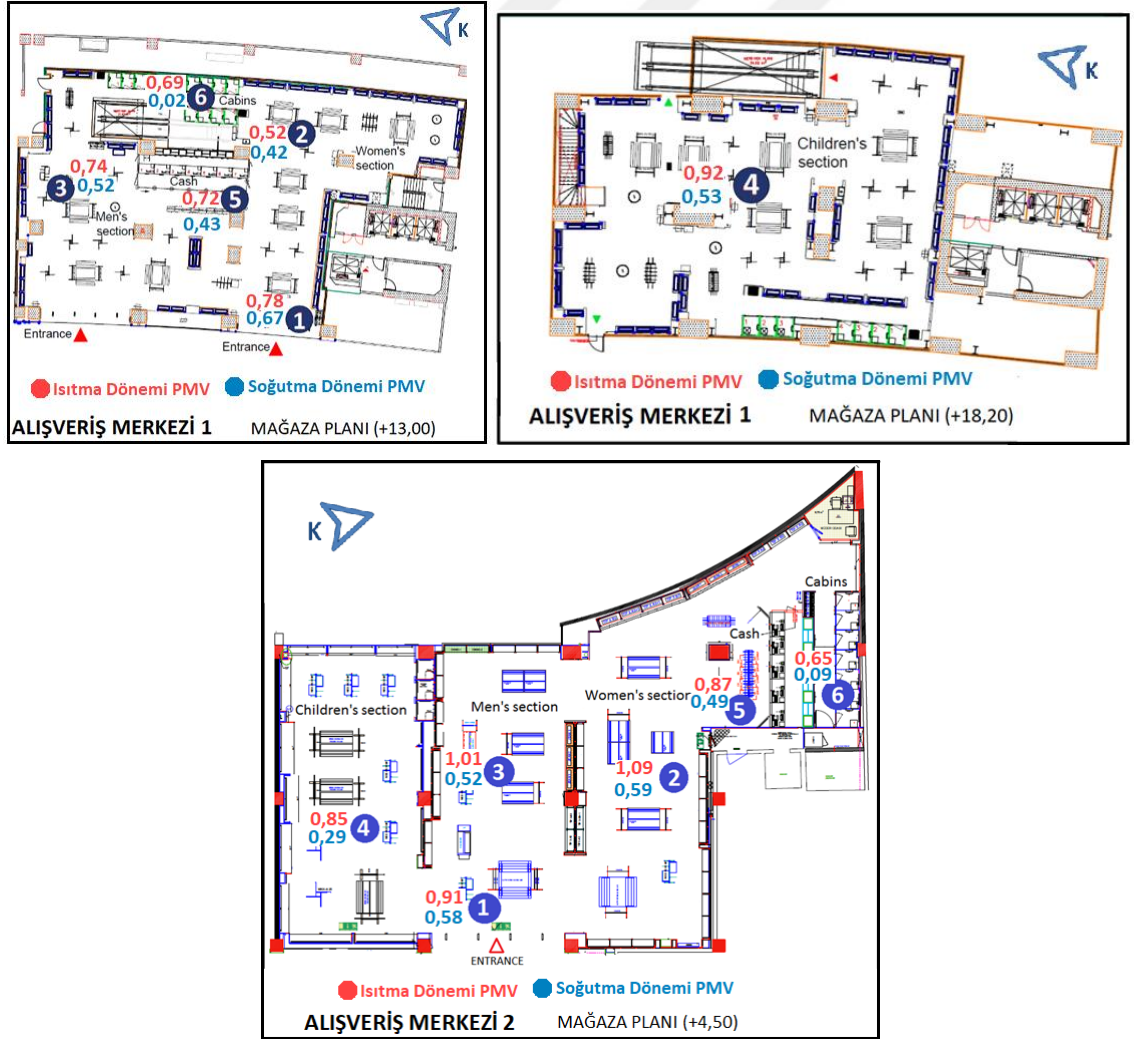 K
0,69
0,02
6
Cabins
0,52
2
0,42
Women's
section
0,74
3
0,52
Cash
0,72
5
0,43
Men's
section
0,78
0,67
1
Entrance
Entrance
Isıtma Dönemi PMV
Soğutma Dönemi PMV
ALIŞVERİŞ MERKEZİ 1 MAĞAZA PLANI (+13,00)
K
Children's
section
0,92
4
0,53
Isıtma Dönemi PMV
Soğutma Dönemi PMV
ALIŞVERİŞ MERKEZİ 1 MAĞAZA PLANI (+18,20)
K
Cabins
Cash
0,65
0,09
6
Women's section
0,87
0,49
5
Children's section
Men's section
1,01
0,52
3
1,09
0,59
2
0,85
0,29
4
0,91
0,58
1
ENTRANCE
Isıtma Dönemi PMV
Soğutma Dönemi PMV
ALIŞVERİŞ MERKEZİ 2 MAĞAZA PLANI (+4,50)